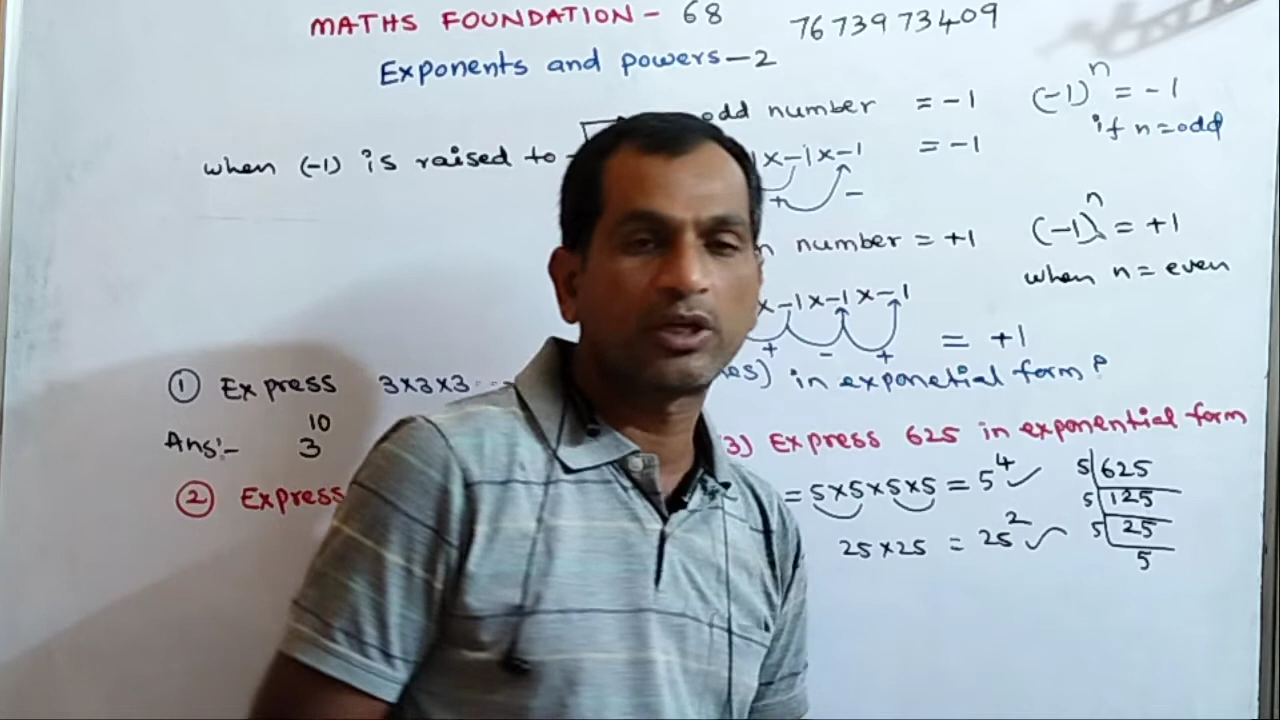 MATHS FOUNDATION - 68 7673973409
Exponents and powers-2
odd number = -1 (-1)ⁿ = -1
if n=odd
when (-1) is raised to
x-1x-1 = -1
+ -
number = +1 (-1)ⁿ = +1
when n= even
x-1x-1x-1
+ - + = +1
① Express 3x3x3 in exponetial form ?
Ans:- 3¹⁰
3) Express 625 in exponential form
② Express
= 5x5x5x5 = 5⁴ ✓
25x25 = 25² ✓
5 625
5 125
5 25
5